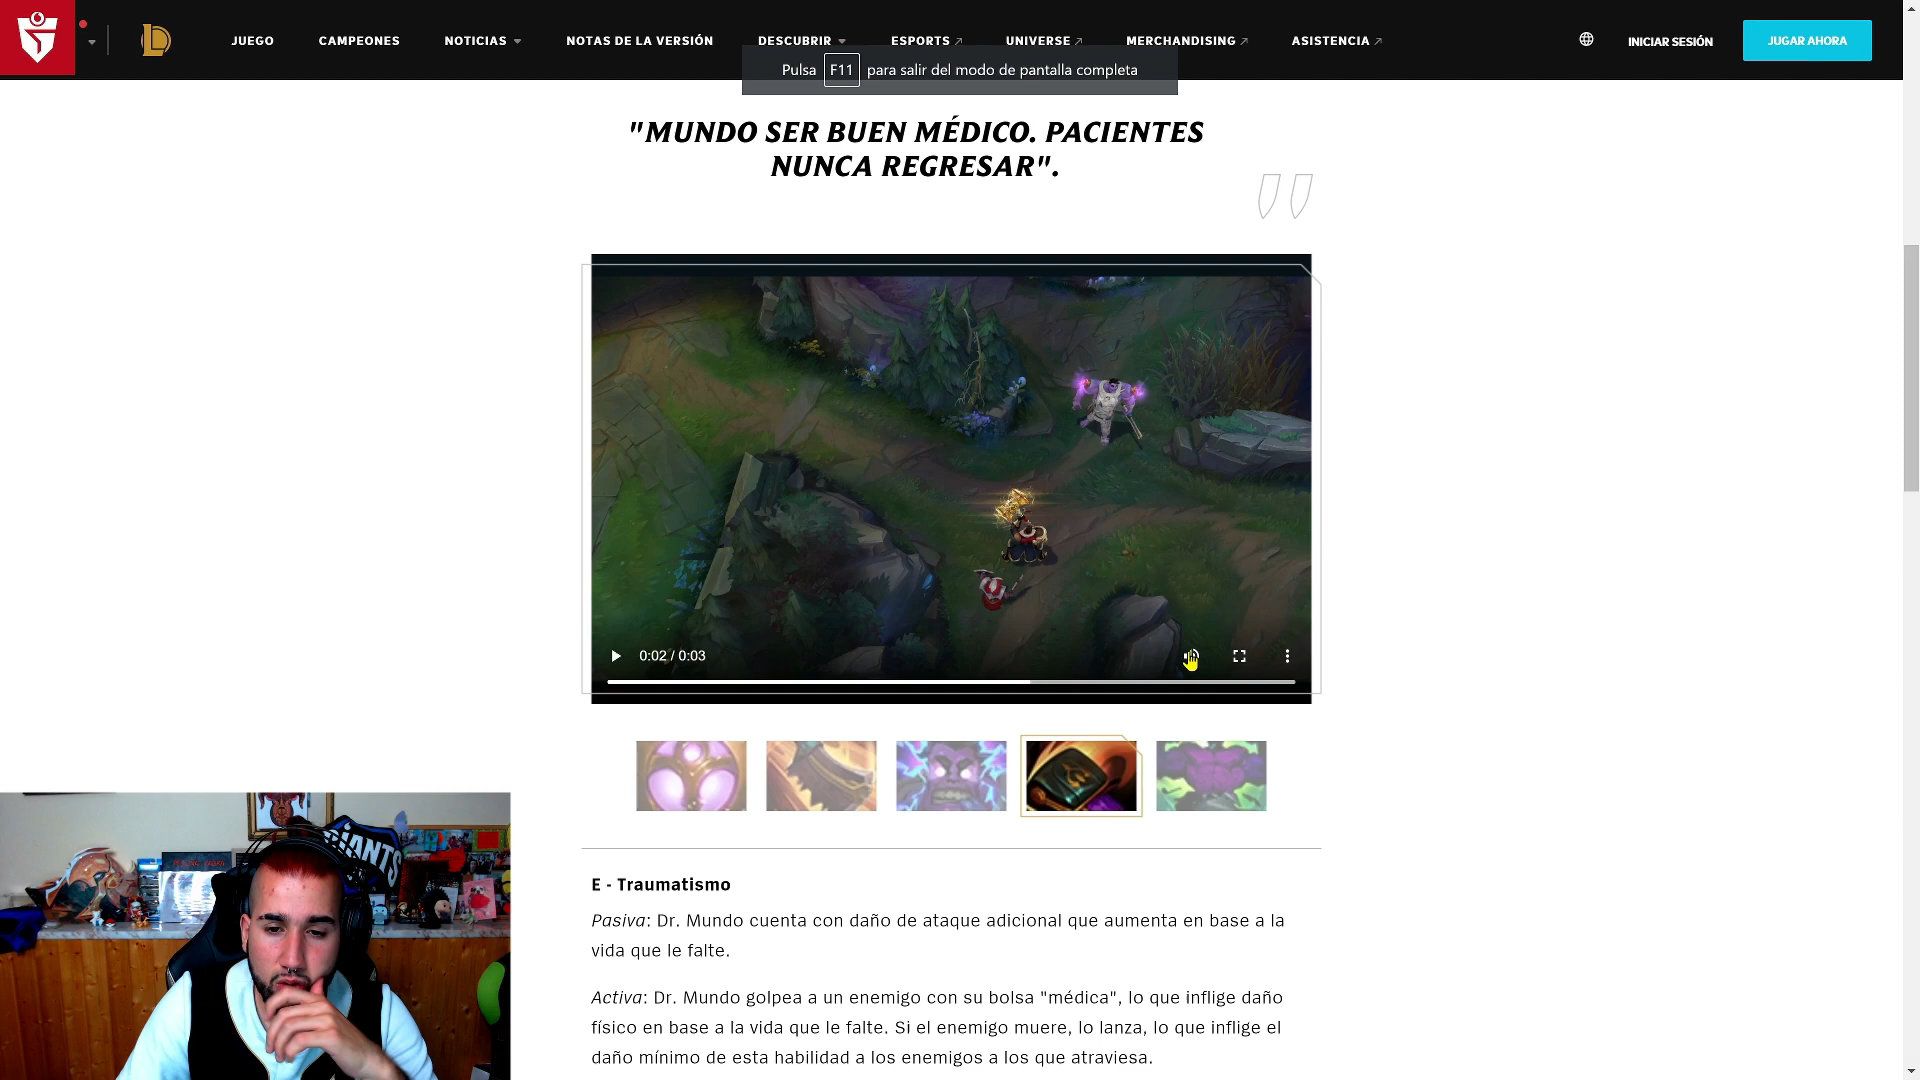 JUEGO
CAMPEONES
NOTICIAS
NOTAS DE LA VERSIÓN
DESCUBRIR
ESPORTS
UNIVERSE
MERCHANDISING
ASISTENCIA
INICIAR SESIÓN
JUGAR AHORA
Pulsa F11 para salir del modo de pantalla completa
"MUNDO SER BUEN MÉDICO. PACIENTES
NUNCA REGRESAR".
0:02 / 0:03
E - Traumatismo
Pasiva: Dr. Mundo cuenta con daño de ataque adicional que aumenta en base a la
vida que le falte.
Activa: Dr. Mundo golpea a un enemigo con su bolsa "médica", lo que inflige daño
físico en base a la vida que le falte. Si el enemigo muere, lo lanza, lo que inflige el
daño mínimo de esta habilidad a los enemigos a los que atraviesa.